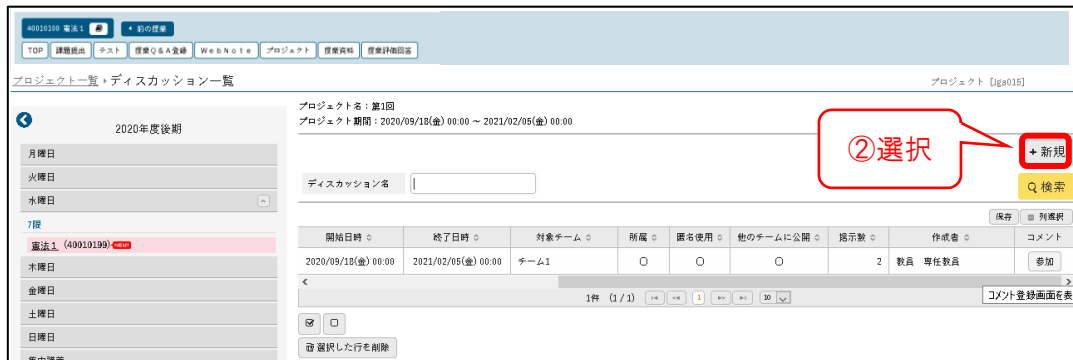 40010100 憲法1 前の授業
TOP 課題提出 テスト 授業Q&A登録 WebNote プロジェクト 授業資料 授業評価回答
プロジェクト一覧 ▸ ディスカッション一覧 プロジェクト [Jga015]
2020年度後期
月曜日
火曜日
水曜日
7限
憲法1 (40010199)
木曜日
金曜日
土曜日
日曜日
集中講義
プロジェクト名:第1回
プロジェクト期間:2020/09/18(金) 00:00 ~ 2021/02/05(金) 00:00
②選択
+ 新規
ディスカッション名
検索
保存 列選択
開始日時 終了日時 対象チーム 所属 匿名使用 他のチームに公開 掲示数 作成者 コメント
2020/09/18(金) 00:00 2021/02/05(金) 00:00 チーム1 ○ ○ ○ 2 教員 専任教員 参加
1件 (1/1) 1 10
コメント登録画面を表
選択した行を削除